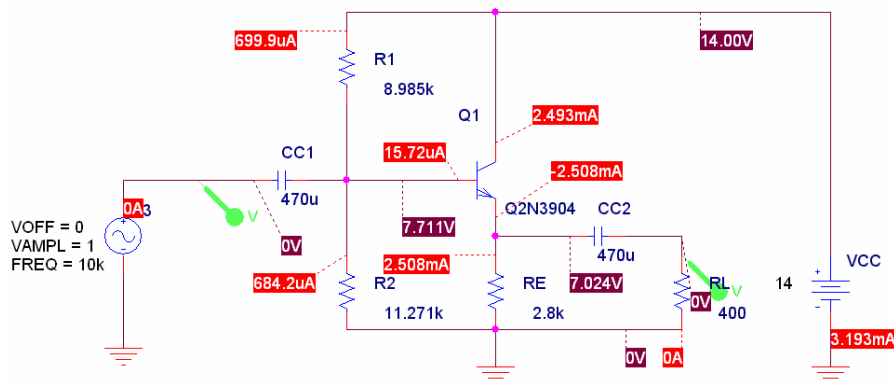 699.9uA
R1
8.985k
14.00V
Q1
2.493mA
CC1
15.72uA
-2.508mA
470u
Q2N3904
CC2
0A
3
V
VOFF = 0
VAMPL = 1
FREQ = 10k
0V
7.711V
470u
684.2uA
R2
11.271k
2.508mA
RE
2.8k
7.024V
RL
0V
V
400
14
VCC
0V
0A
3.193mA